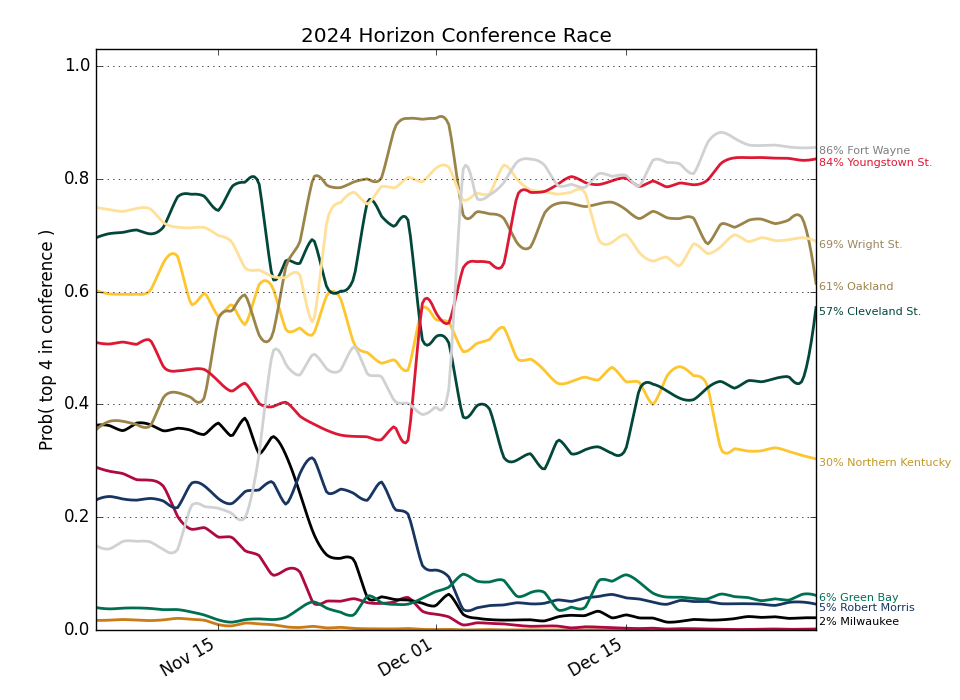 2024 Horizon Conference Race
Prob( top 4 in conference )
1.0
0.8
0.6
0.4
0.2
0.0
Nov 15
Dec 01
Dec 15
86% Fort Wayne
84% Youngstown St.
69% Wright St.
61% Oakland
57% Cleveland St.
30% Northern Kentucky
6% Green Bay
5% Robert Morris
2% Milwaukee